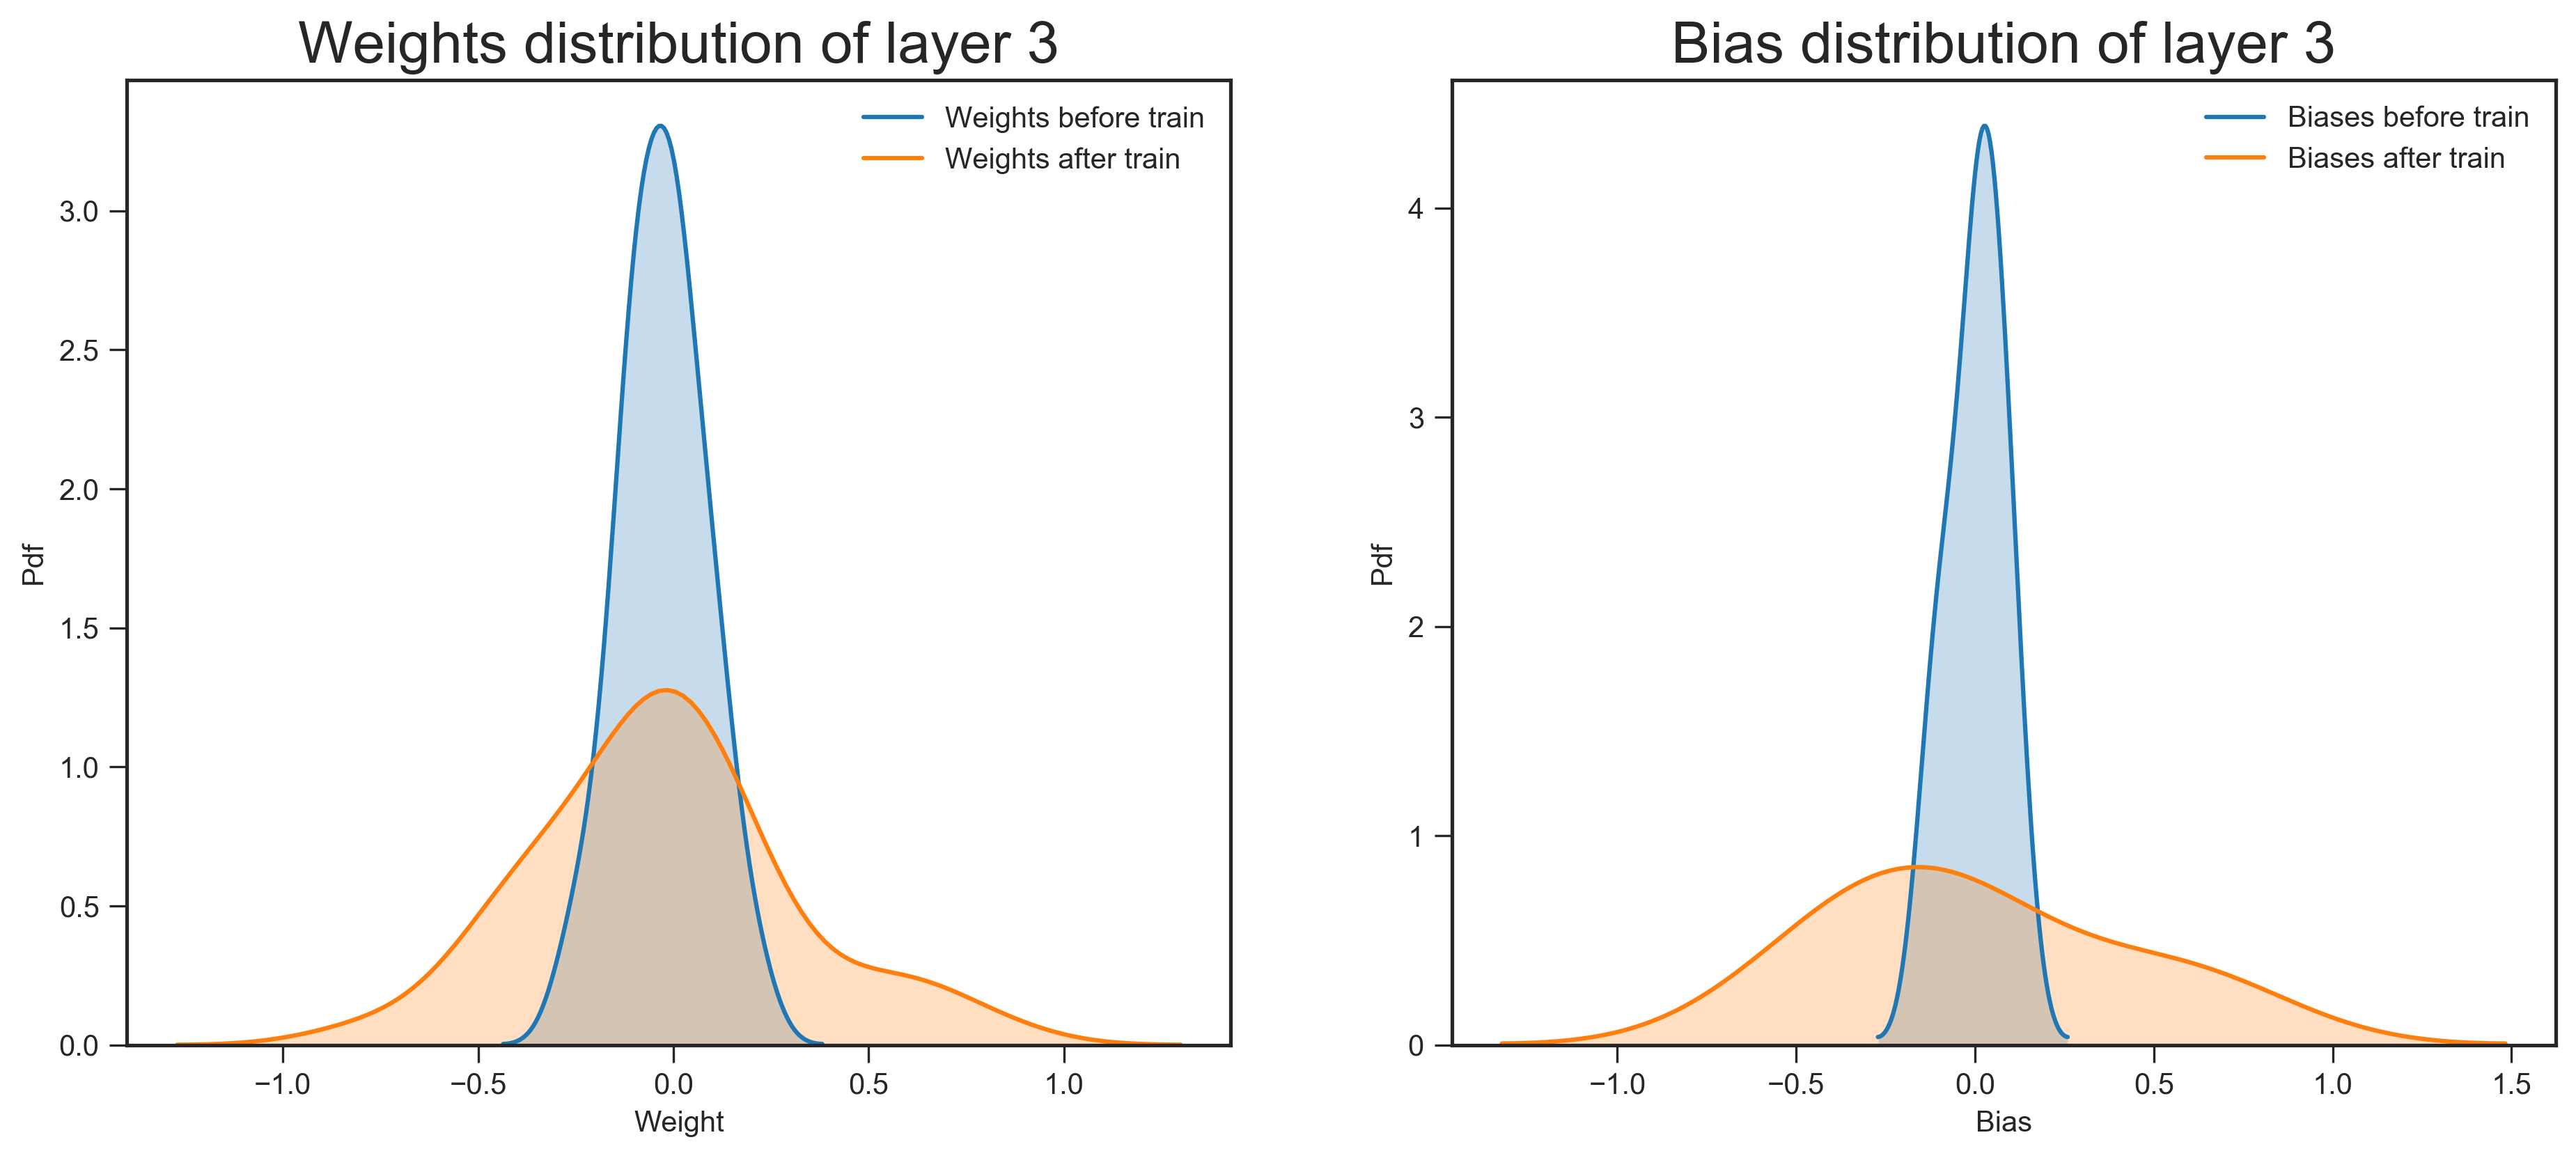 Weights distribution of layer 3
Weights before train
Weights after train
3.0
2.5
2.0
1.5
1.0
0.5
0.0
Pdf
−1.0 −0.5 0.0 0.5 1.0
Weight
Bias distribution of layer 3
Biases before train
Biases after train
4
3
2
1
0
Pdf
−1.0 −0.5 0.0 0.5 1.0 1.5
Bias